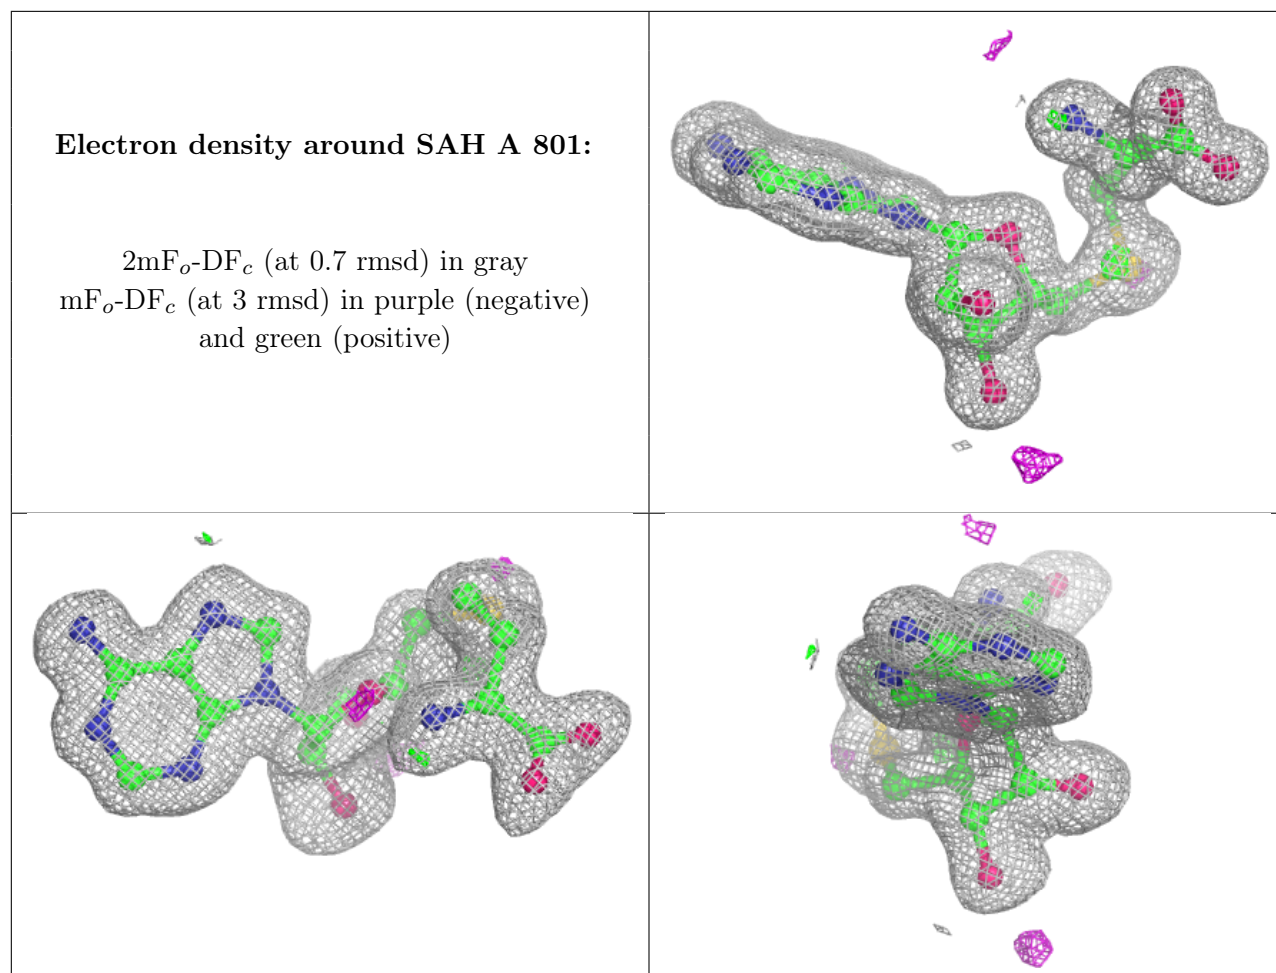 Electron density around SAH A 801:
2mFo-DFc (at 0.7 rmsd) in gray
mFo-DFc (at 3 rmsd) in purple (negative)
and green (positive)